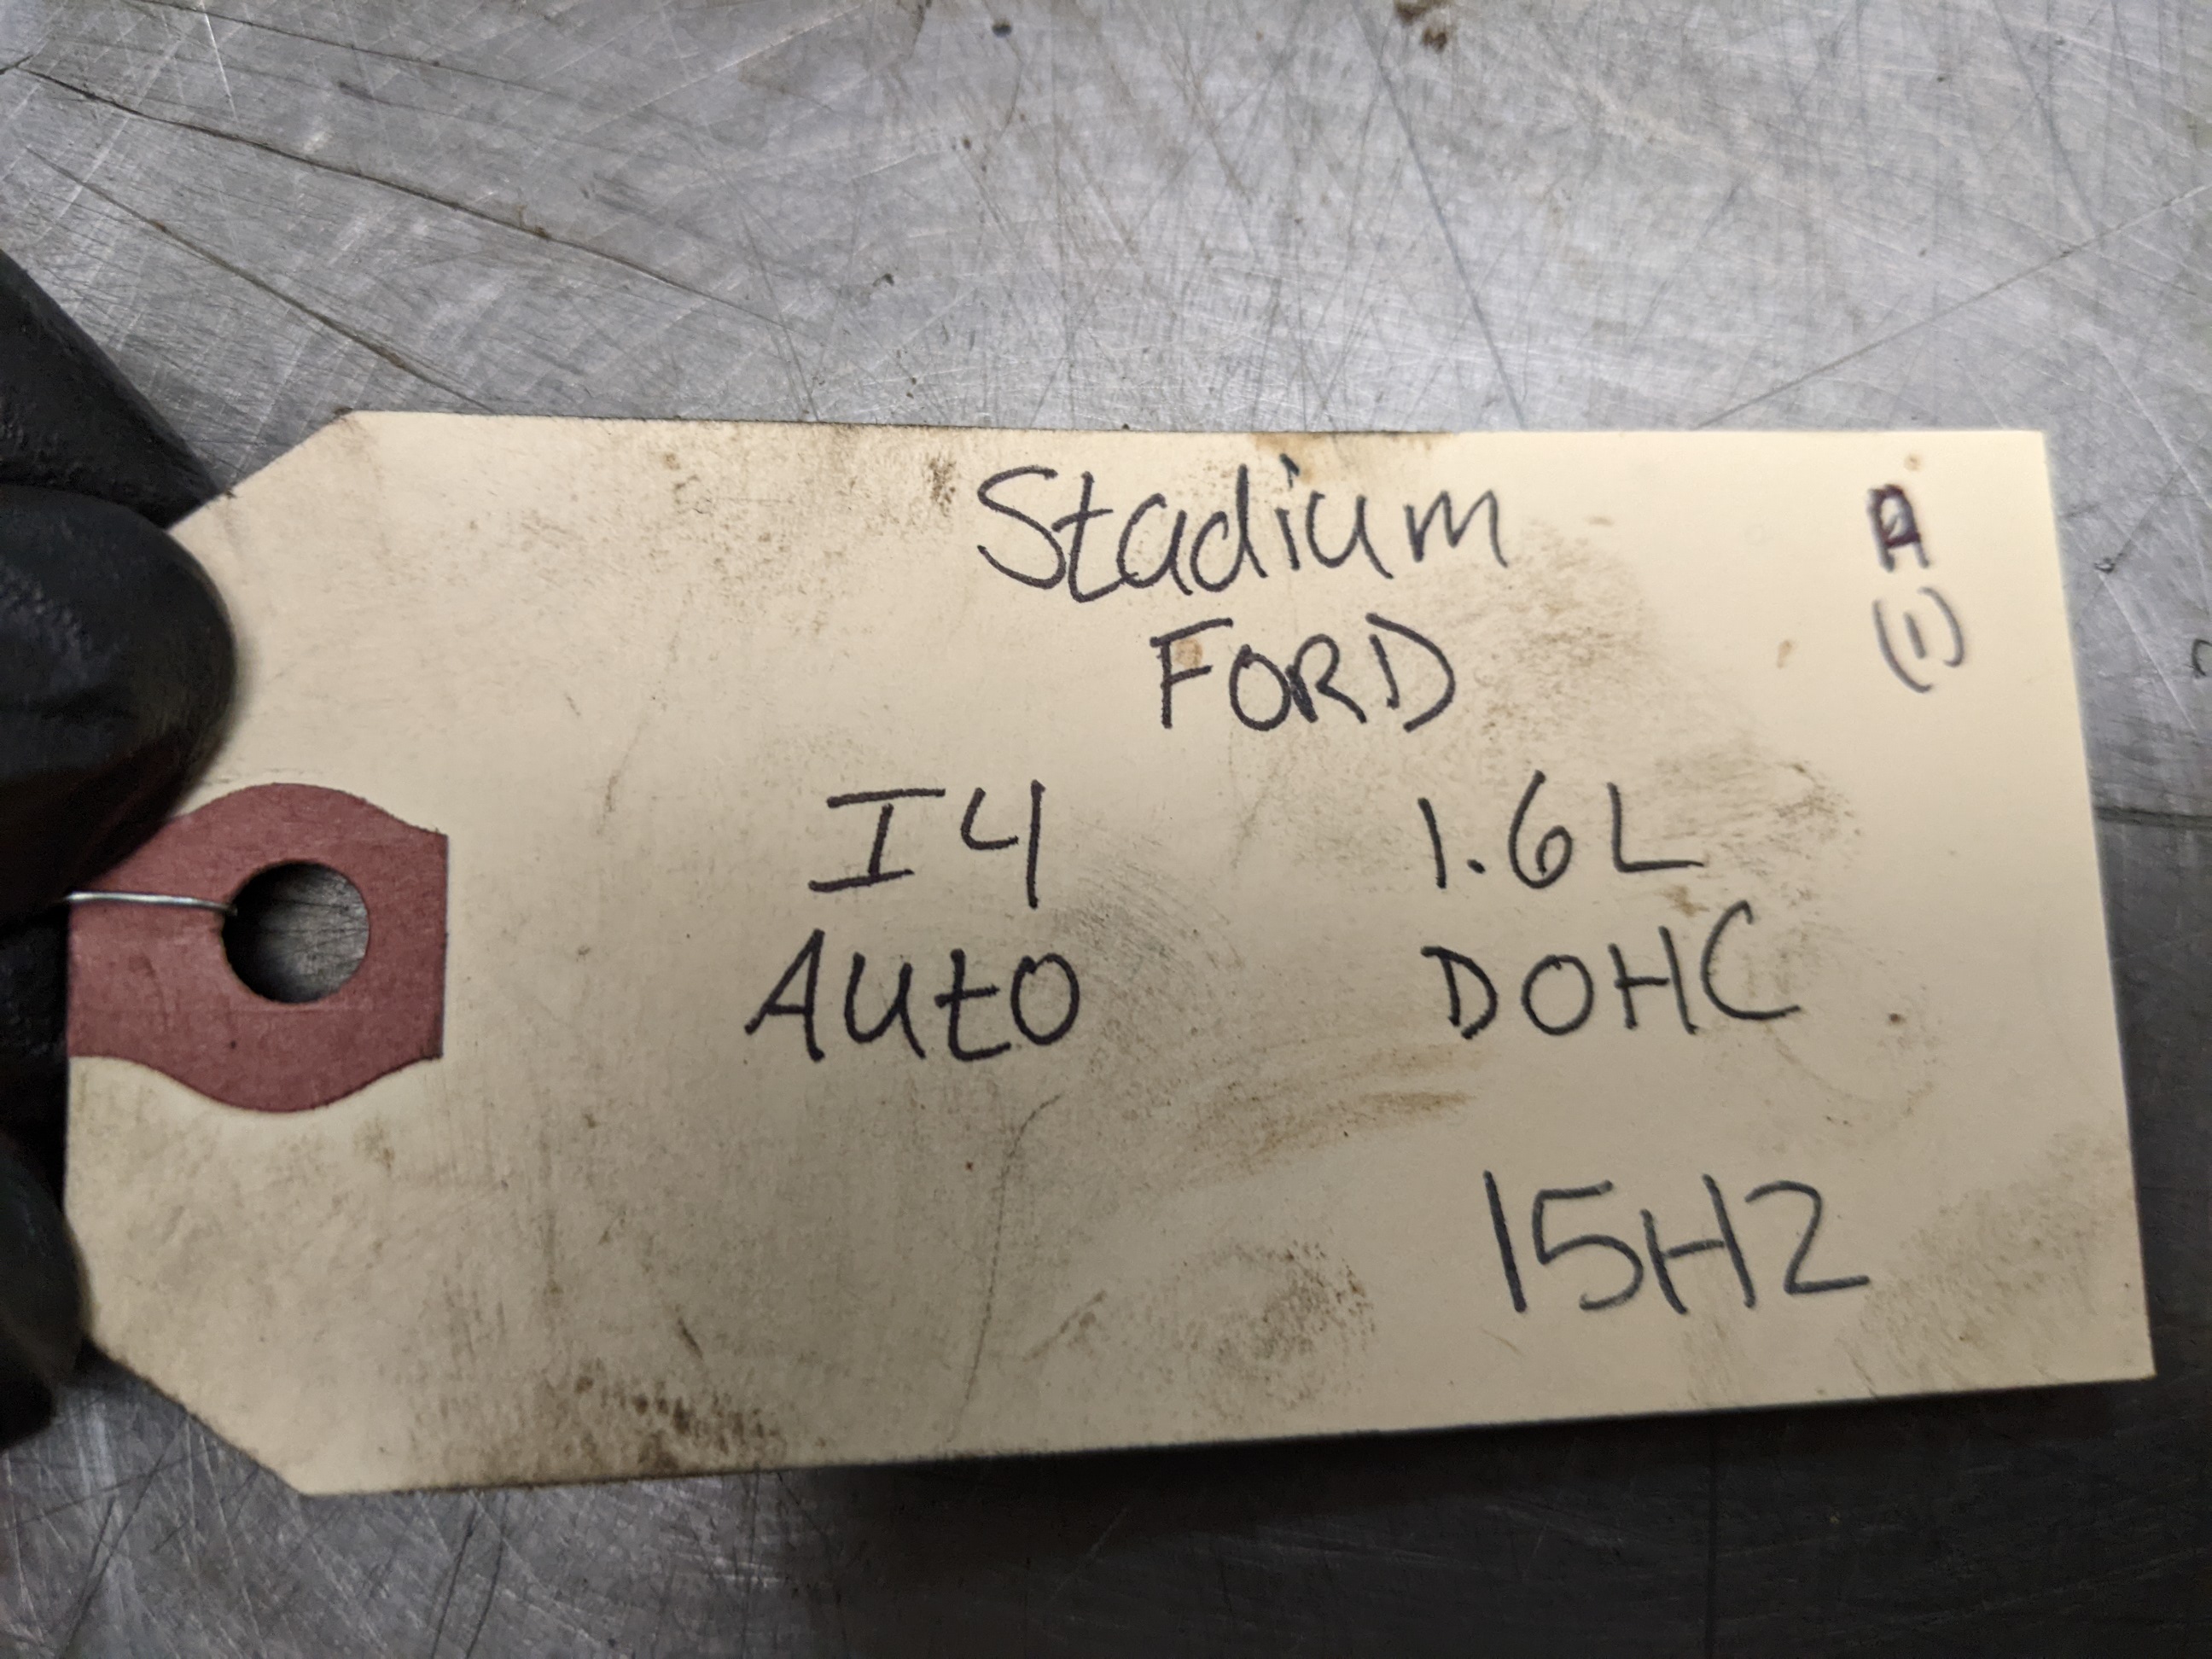 Stadium
FORD
A
(1)
I4 1.6L
Auto DOHC
15H2